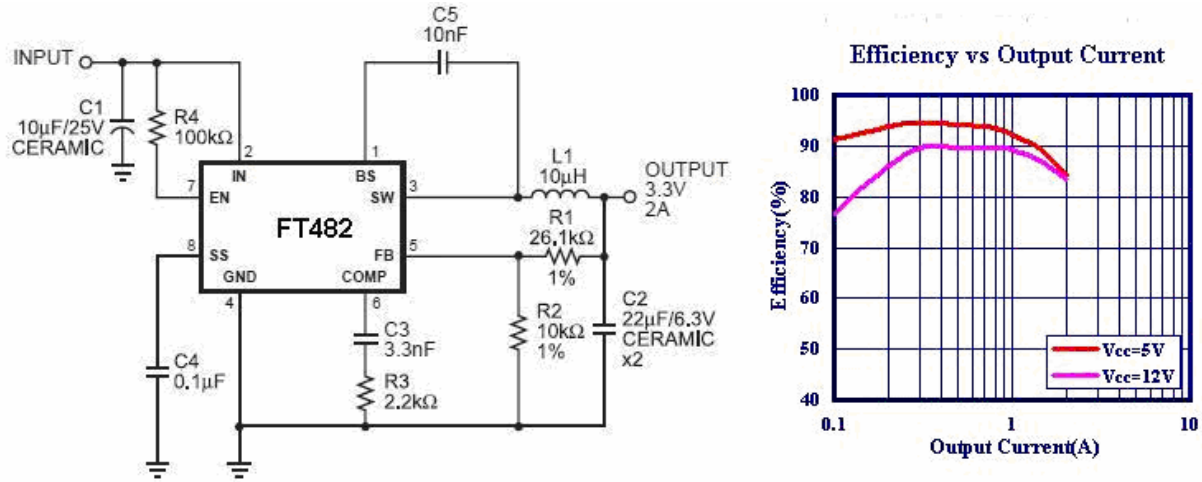 C5
10nF
INPUT
C1
10µF/25V
CERAMIC
R4
100kΩ
2
1
IN
BS
L1
10µH
OUTPUT
3.3V
2A
7
EN
SW
3
FT482
R1
26.1kΩ
1%
8
SS
FB
5
GND
COMP
4
6
C3
3.3nF
R2
10kΩ
1%
C2
22µF/6.3V
CERAMIC
x2
C4
0.1µF
R3
2.2kΩ
Efficiency vs Output Current
Efficiency(%)
100
90
80
70
60
50
40
Vcc=5V
Vcc=12V
0.1
1
10
Output Current(A)